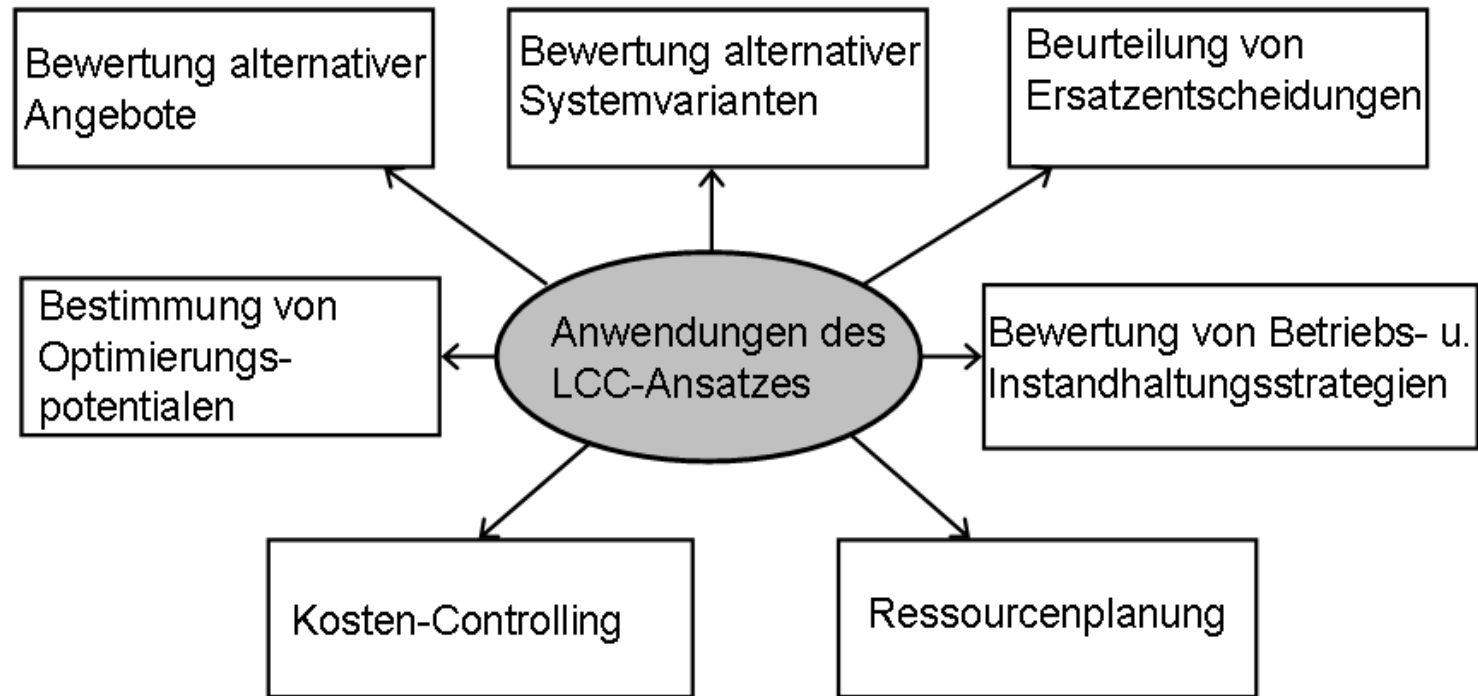 Bewertung alternativer
Angebote
Bewertung alternativer
Systemvarianten
Beurteilung von
Ersatzentscheidungen
Bestimmung von
Optimierungs-
potentialen
Anwendungen des
LCC-Ansatzes
Bewertung von Betriebs- u.
Instandhaltungsstrategien
Kosten-Controlling
Ressourcenplanung